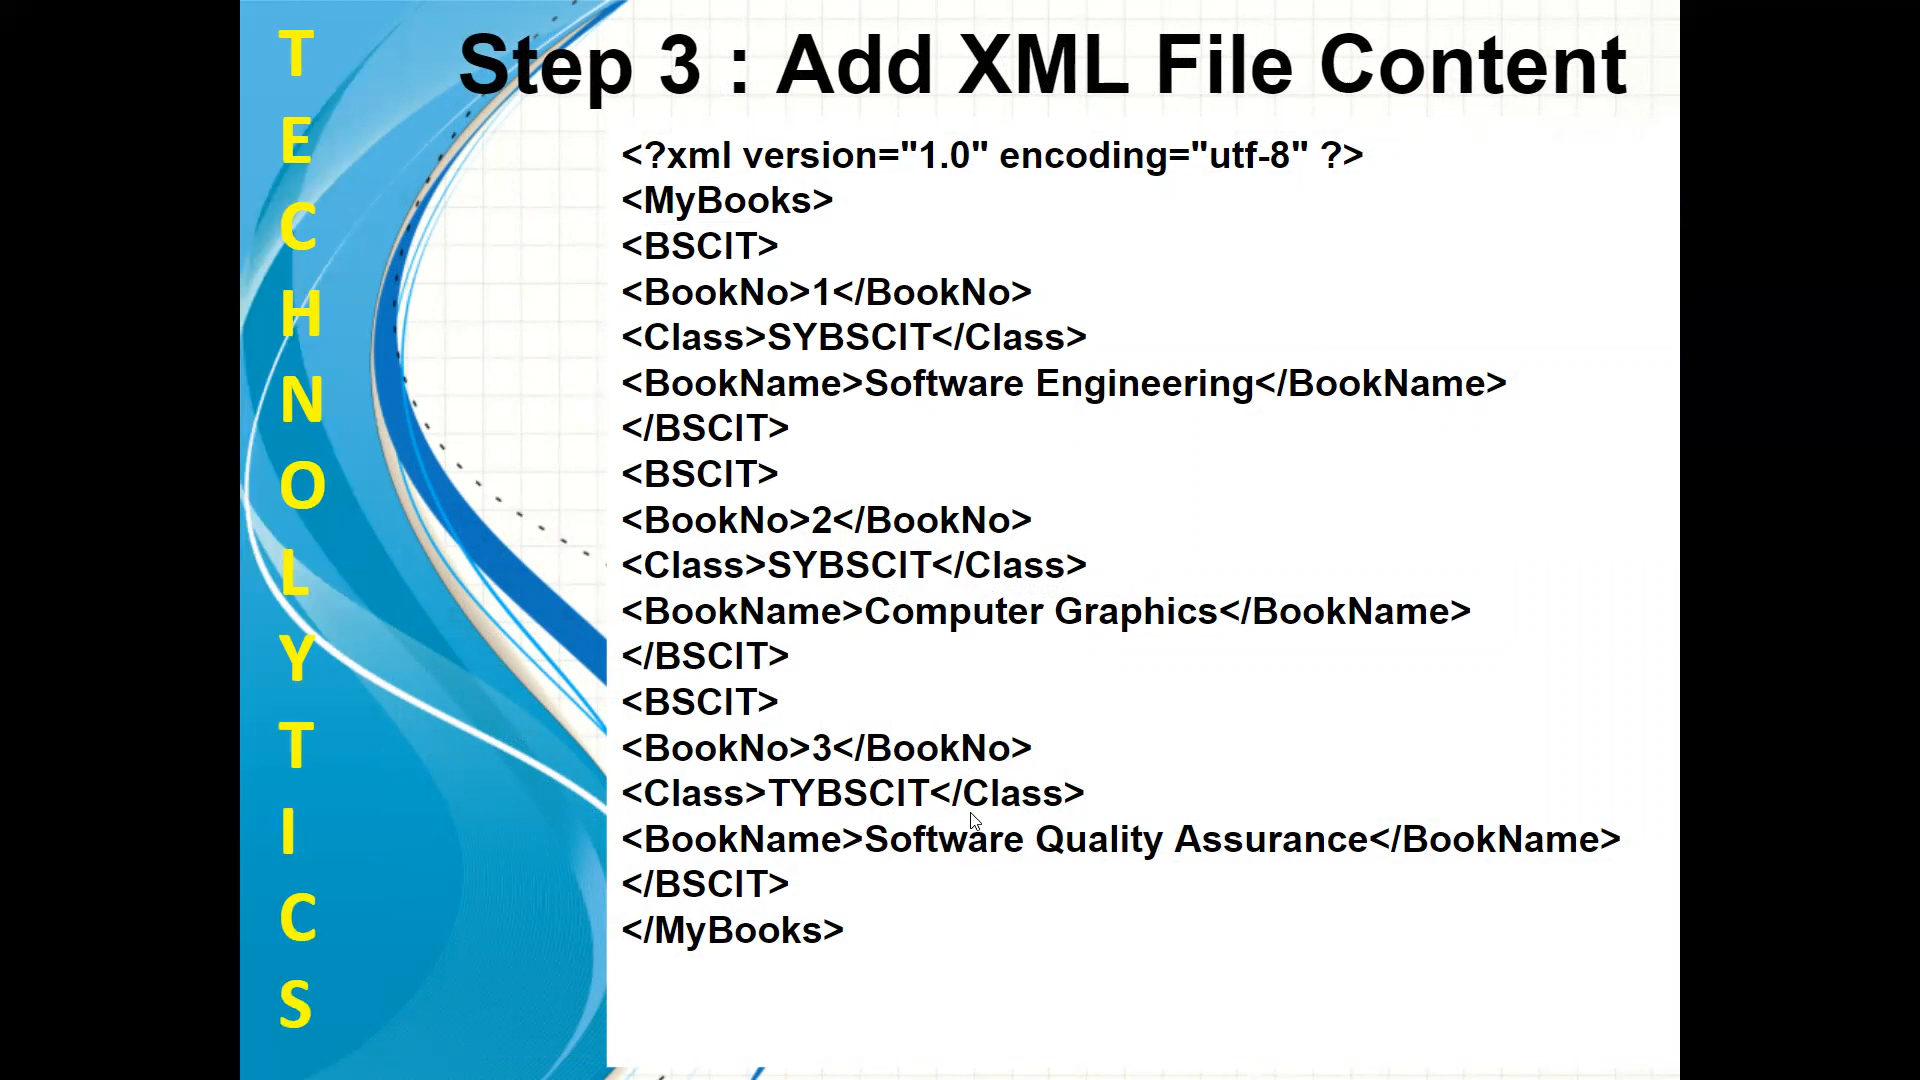 TECHNOLYTICS
Step 3 : Add XML File Content
<?xml version="1.0" encoding="utf-8" ?>
<MyBooks>
<BSCIT>
<BookNo>1</BookNo>
<Class>SYBSCIT</Class>
<BookName>Software Engineering</BookName>
</BSCIT>
<BSCIT>
<BookNo>2</BookNo>
<Class>SYBSCIT</Class>
<BookName>Computer Graphics</BookName>
</BSCIT>
<BSCIT>
<BookNo>3</BookNo>
<Class>TYBSCIT</Class>
<BookName>Software Quality Assurance</BookName>
</BSCIT>
</MyBooks>